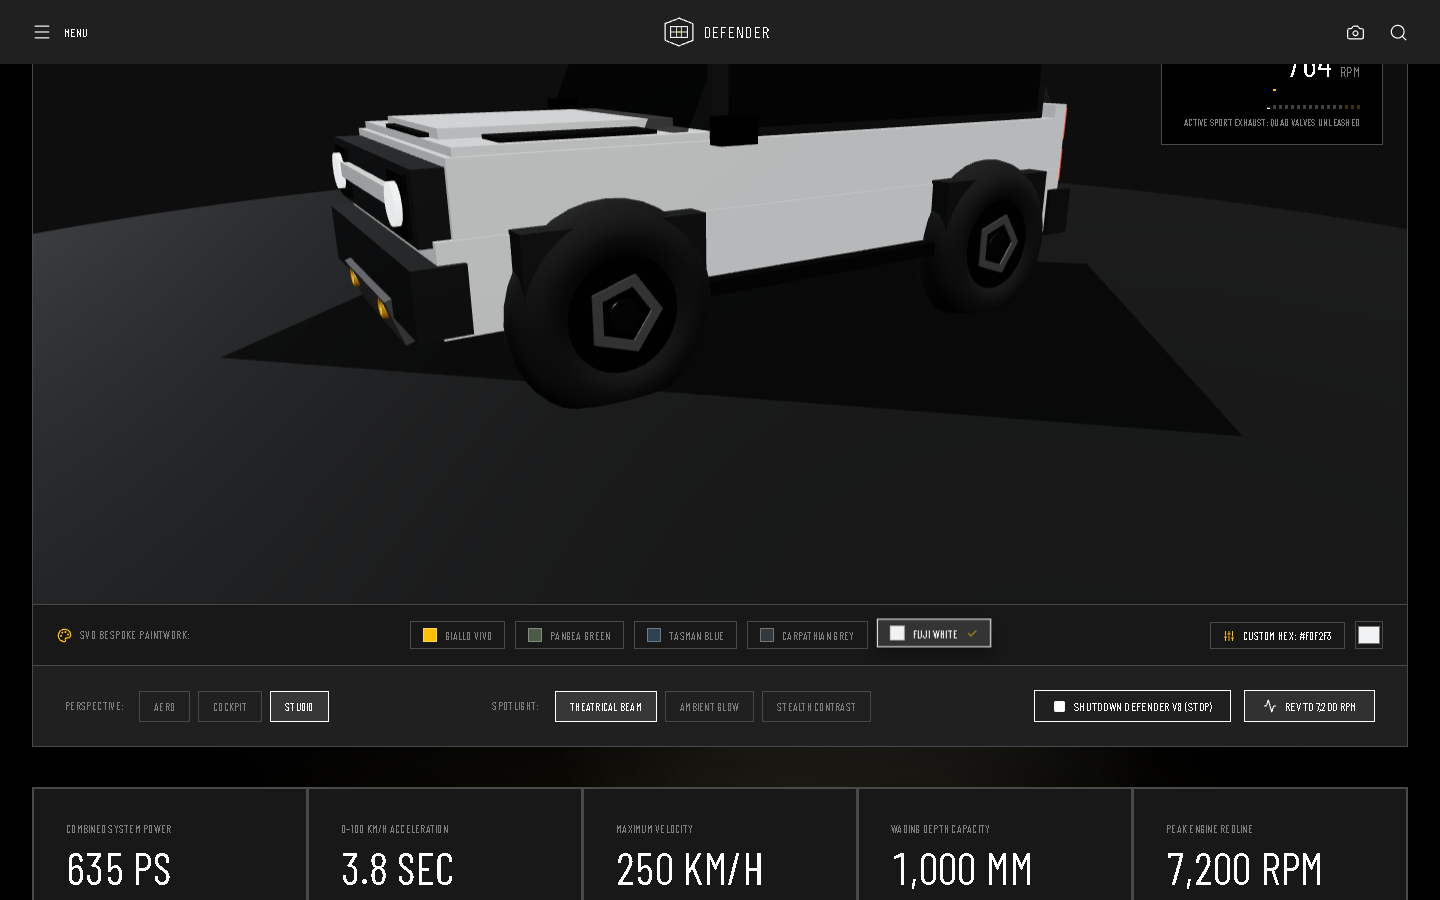 MENU
DEFENDER
704 RPM
ACTIVE SPORT EXHAUST: QUAD VALVES UNLEASHED
SVO BESPOKE PAINTWORK:
GIALLO VIVO
PANGEA GREEN
TASMAN BLUE
CARPATHIAN GREY
FUJI WHITE
CUSTOM HEX: #F0F2F3
PERSPECTIVE:
AERO
COCKPIT
STUDIO
SPOTLIGHT:
THEATRICAL BEAM
AMBIENT GLOW
STEALTH CONTRAST
SHUTDOWN DEFENDER V8 (STOP)
REV TO 7,200 RPM
COMBINED SYSTEM POWER
635 PS
0-100 KM/H ACCELERATION
3.8 SEC
MAXIMUM VELOCITY
250 KM/H
WADING DEPTH CAPACITY
1,000 MM
PEAK ENGINE REDLINE
7,200 RPM